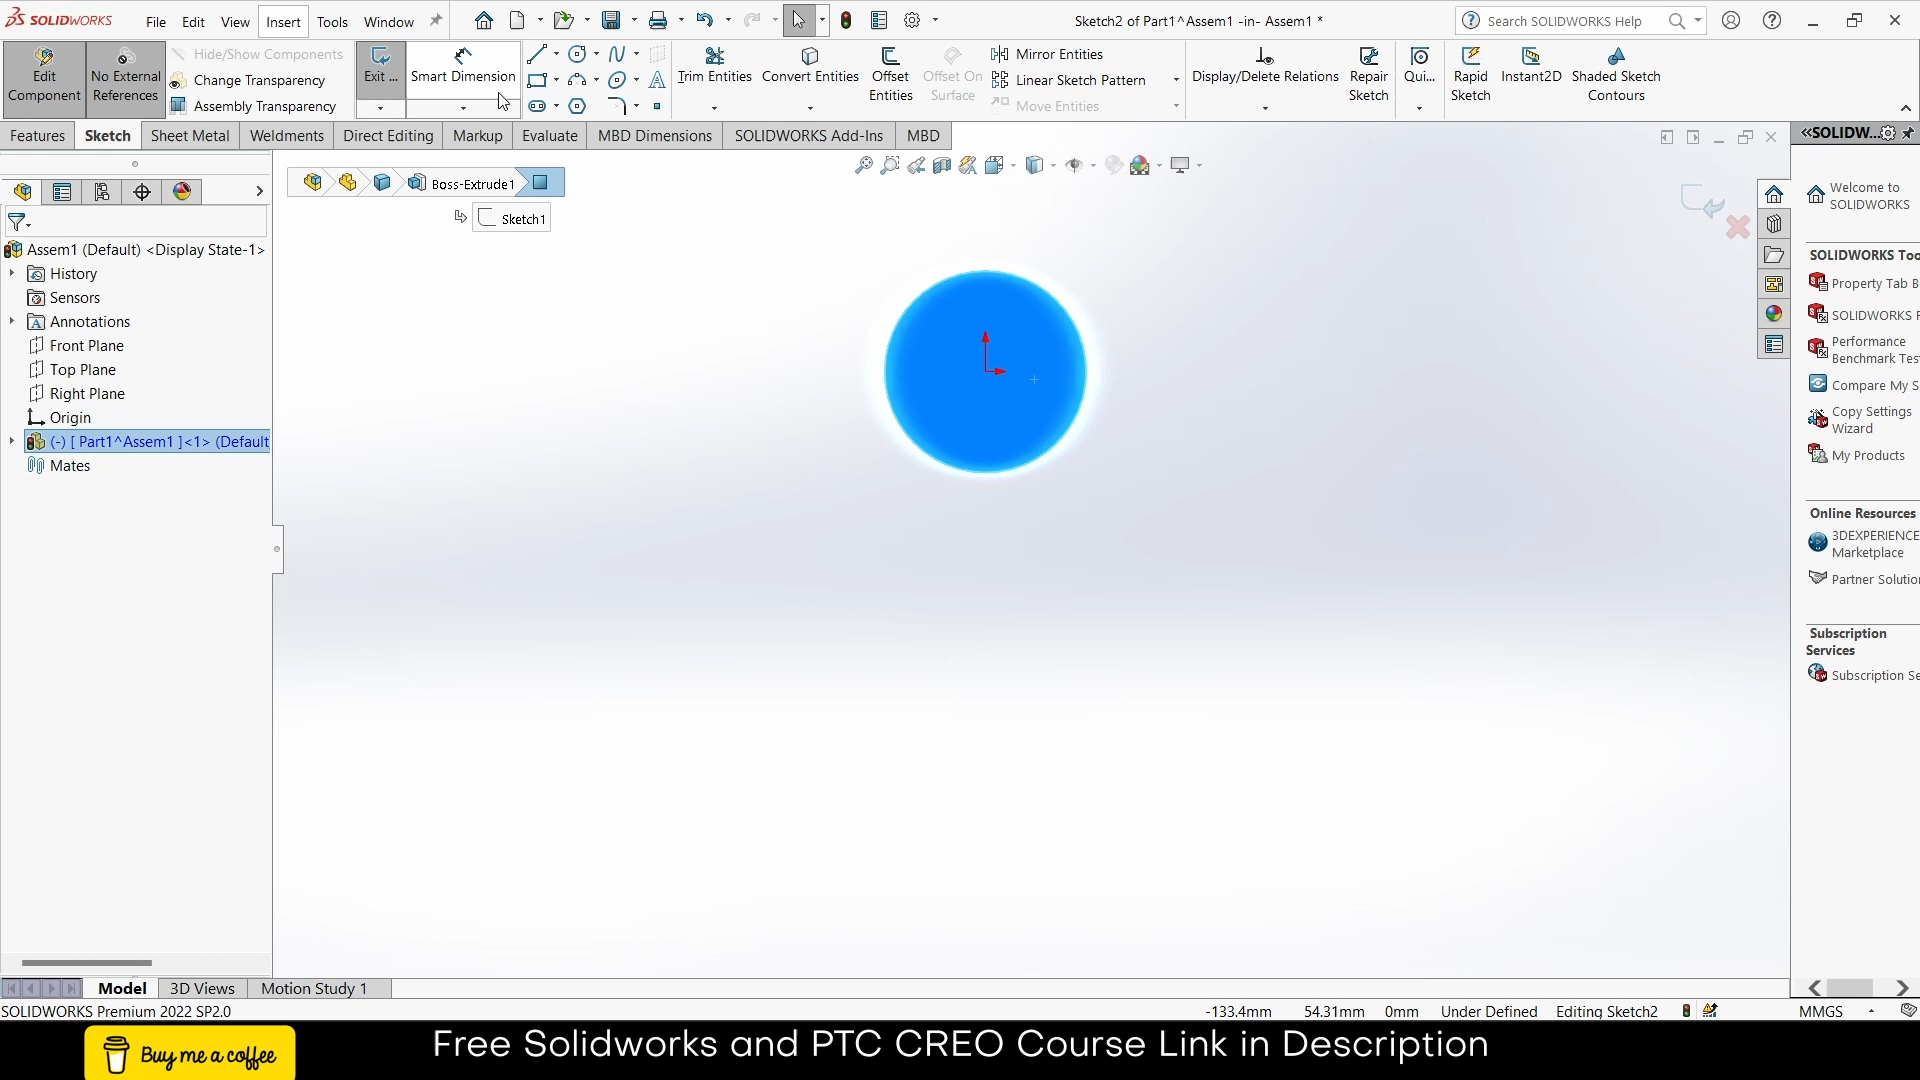 SOLIDWORKS
File Edit View Insert Tools Window
Sketch2 of Part1^Assem1 -in- Assem1 *
Search SOLIDWORKS Help
Edit Component
No External References
Hide/Show Components
Change Transparency
Assembly Transparency
Exit ...
Smart Dimension
Trim Entities
Convert Entities
Offset Entities
Offset On Surface
Mirror Entities
Linear Sketch Pattern
Move Entities
Display/Delete Relations
Repair Sketch
Qui...
Rapid Sketch
Instant2D
Shaded Sketch Contours
Features Sketch Sheet Metal Weldments Direct Editing Markup Evaluate MBD Dimensions SOLIDWORKS Add-Ins MBD
SOLIDW...
Boss-Extrude1
Sketch1
Assem1 (Default) <Display State-1>
History
Sensors
Annotations
Front Plane
Top Plane
Right Plane
Origin
(-) [ Part1^Assem1 ]<1> (Default
Mates
Welcome to SOLIDWORKS
SOLIDWORKS Too
Property Tab B
SOLIDWORKS R
Performance
Benchmark Tes
Compare My S
Copy Settings
Wizard
My Products
Online Resources
3DEXPERIENCE
Marketplace
Partner Solutio
Subscription
Services
Subscription Se
Model 3D Views Motion Study 1
SOLIDWORKS Premium 2022 SP2.0
-133.4mm 54.31mm 0mm Under Defined Editing Sketch2 MMGS
Buy me a coffee
Free Solidworks and PTC CREO Course Link in Description